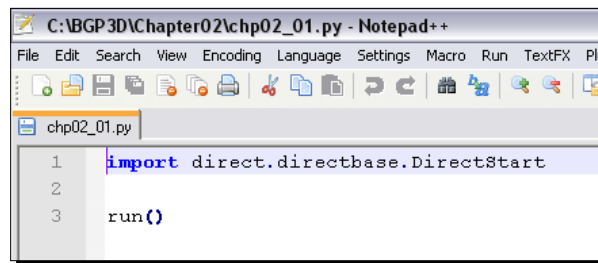 C:\BGP3D\Chapter02\chp02_01.py - Notepad++
File Edit Search View Encoding Language Settings Macro Run TextFX
chp02_01.py
1 import direct.directbase.DirectStart
2
3 run()